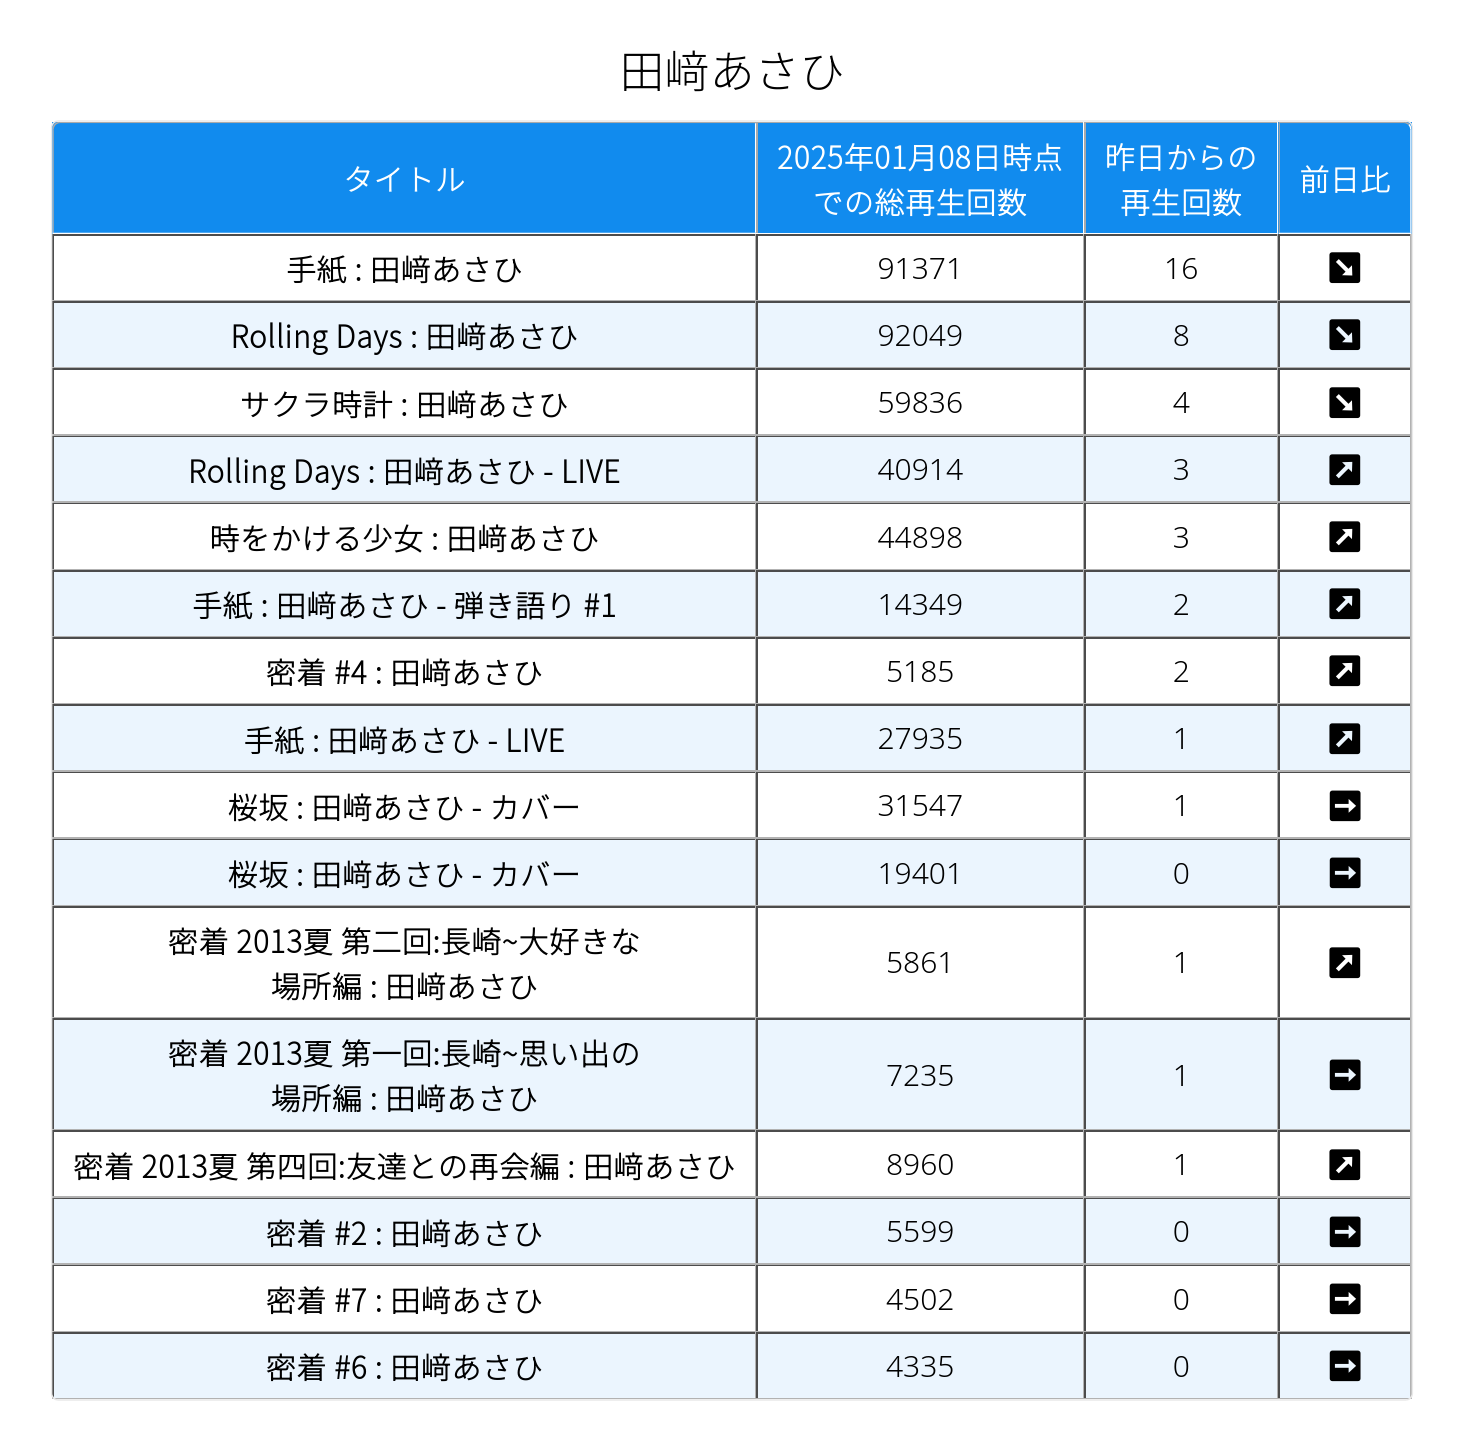 田﨑あさひ
タイトル
2025年01月08日時点
での総再生回数
昨日からの
再生回数
前日比
手紙 : 田﨑あさひ 91371 16
Rolling Days : 田﨑あさひ 92049 8
サクラ時計 : 田﨑あさひ 59836 4
Rolling Days : 田﨑あさひ - LIVE 40914 3
時をかける少女 : 田﨑あさひ 44898 3
手紙 : 田﨑あさひ - 弾き語り #1 14349 2
密着 #4 : 田﨑あさひ 5185 2
手紙 : 田﨑あさひ - LIVE 27935 1
桜坂 : 田﨑あさひ - カバー 31547 1
桜坂 : 田﨑あさひ - カバー 19401 0
密着 2013夏 第二回:長崎~大好きな
場所編 : 田﨑あさひ 5861 1
密着 2013夏 第一回:長崎~思い出の
場所編 : 田﨑あさひ 7235 1
密着 2013夏 第四回:友達との再会編 : 田﨑あさひ 8960 1
密着 #2 : 田﨑あさひ 5599 0
密着 #7 : 田﨑あさひ 4502 0
密着 #6 : 田﨑あさひ 4335 0